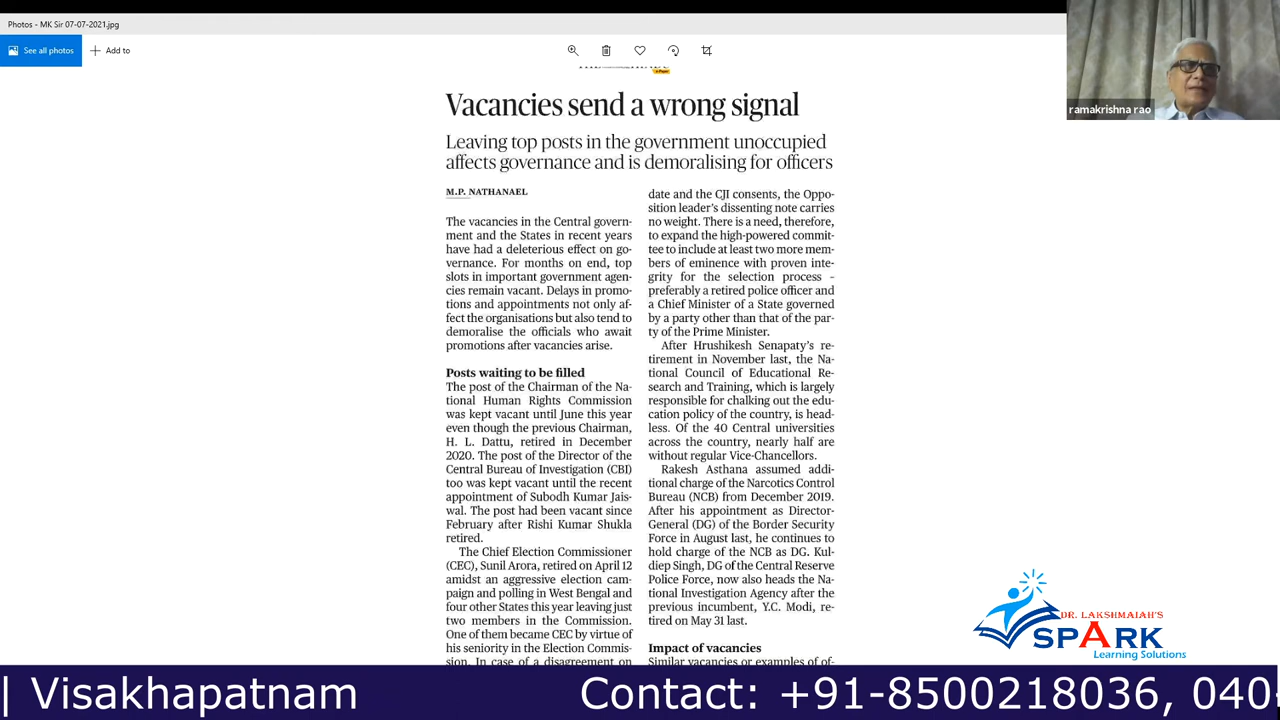 Photos - MK Sir 07-07-2021.jpg
See all photos
Add to
ramakrishna rao
Vacancies send a wrong signal
Leaving top posts in the government unoccupied
affects governance and is demoralising for officers
M.P. NATHANAEL
The vacancies in the Central govern-
ment and the States in recent years
have had a deleterious effect on go-
vernance. For months on end, top
slots in important government agen-
cies remain vacant. Delays in promo-
tions and appointments not only af-
fect the organisations but also tend to
demoralise the officials who await
promotions after vacancies arise.
Posts waiting to be filled
The post of the Chairman of the Na-
tional Human Rights Commission
was kept vacant until June this year
even though the previous Chairman,
H. L. Dattu, retired in December
2020. The post of the Director of the
Central Bureau of Investigation (CBI)
too was kept vacant until the recent
appointment of Subodh Kumar Jais-
wal. The post had been vacant since
February after Rishi Kumar Shukla
retired.
The Chief Election Commissioner
(CEC), Sunil Arora, retired on April 12
amidst an aggressive election cam-
paign and polling in West Bengal and
four other States this year leaving just
two members in the Commission.
One of them became CEC by virtue of
his seniority in the Election Commis-
sion. In case of a disagreement on
date and the CJI consents, the Oppo-
sition leader's dissenting note carries
no weight. There is a need, therefore,
to expand the high-powered commit-
tee to include at least two more mem-
bers of eminence with proven inte-
grity for the selection process –
preferably a retired police officer and
a Chief Minister of a State governed
by a party other than that of the par-
ty of the Prime Minister.
After Hrushikesh Senapaty's re-
tirement in November last, the Na-
tional Council of Educational Re-
search and Training, which is largely
responsible for chalking out the edu-
cation policy of the country, is head-
less. Of the 40 Central universities
across the country, nearly half are
without regular Vice-Chancellors.
Rakesh Asthana assumed addi-
tional charge of the Narcotics Control
Bureau (NCB) from December 2019.
After his appointment as Director-
General (DG) of the Border Security
Force in August last, he continues to
hold charge of the NCB as DG. Kul-
diep Singh, DG of the Central Reserve
Police Force, now also heads the Na-
tional Investigation Agency after the
previous incumbent, Y.C. Modi, re-
tired on May 31 last.
Impact of vacancies
Similar vacancies or examples of of-
DR. LAKSHMAIAH'S
SPARK
Learning Solutions
| Visakhapatnam Contact: +91-8500218036, 040